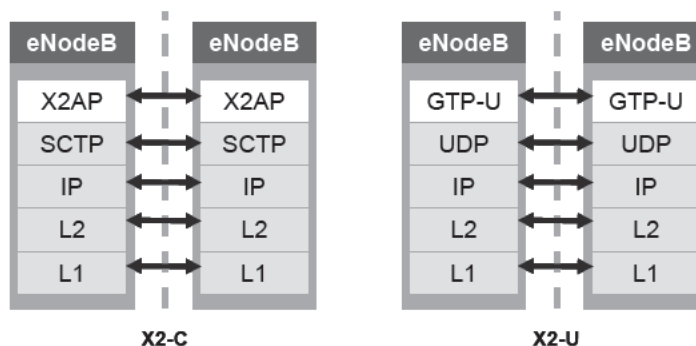 eNodeB eNodeB eNodeB eNodeB
X2AP X2AP GTP-U GTP-U
SCTP SCTP UDP UDP
IP IP IP IP
L2 L2 L2 L2
L1 L1 L1 L1
X2-C X2-U